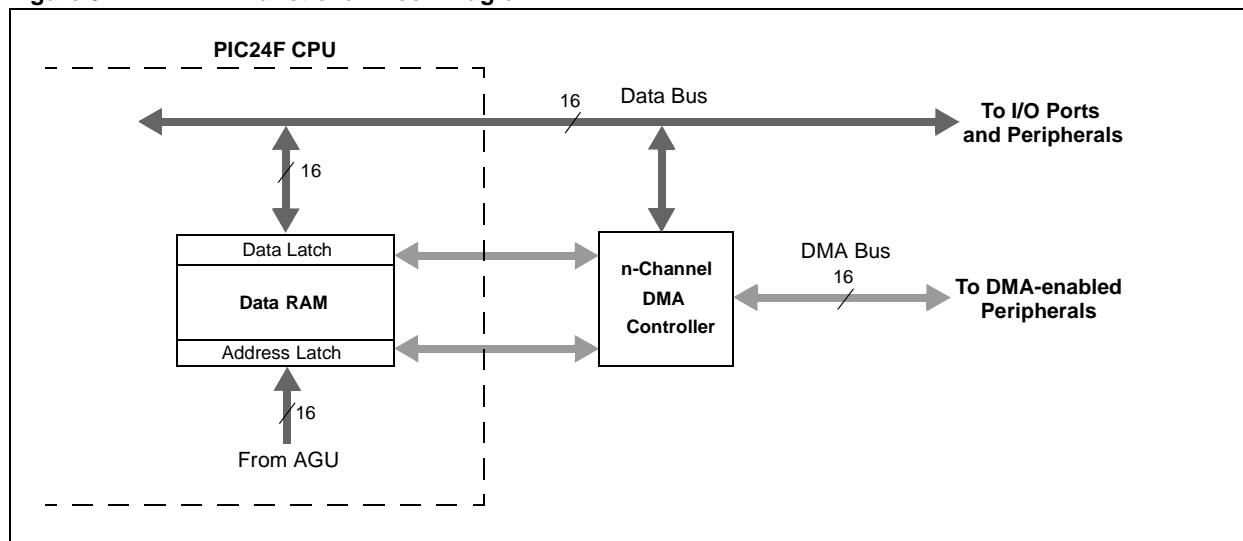 PIC24F CPU
16
Data Bus
To I/O Ports
and Peripherals
16
Data Latch
Data RAM
Address Latch
n-Channel
DMA
Controller
DMA Bus
16
To DMA-enabled
Peripherals
16
From AGU